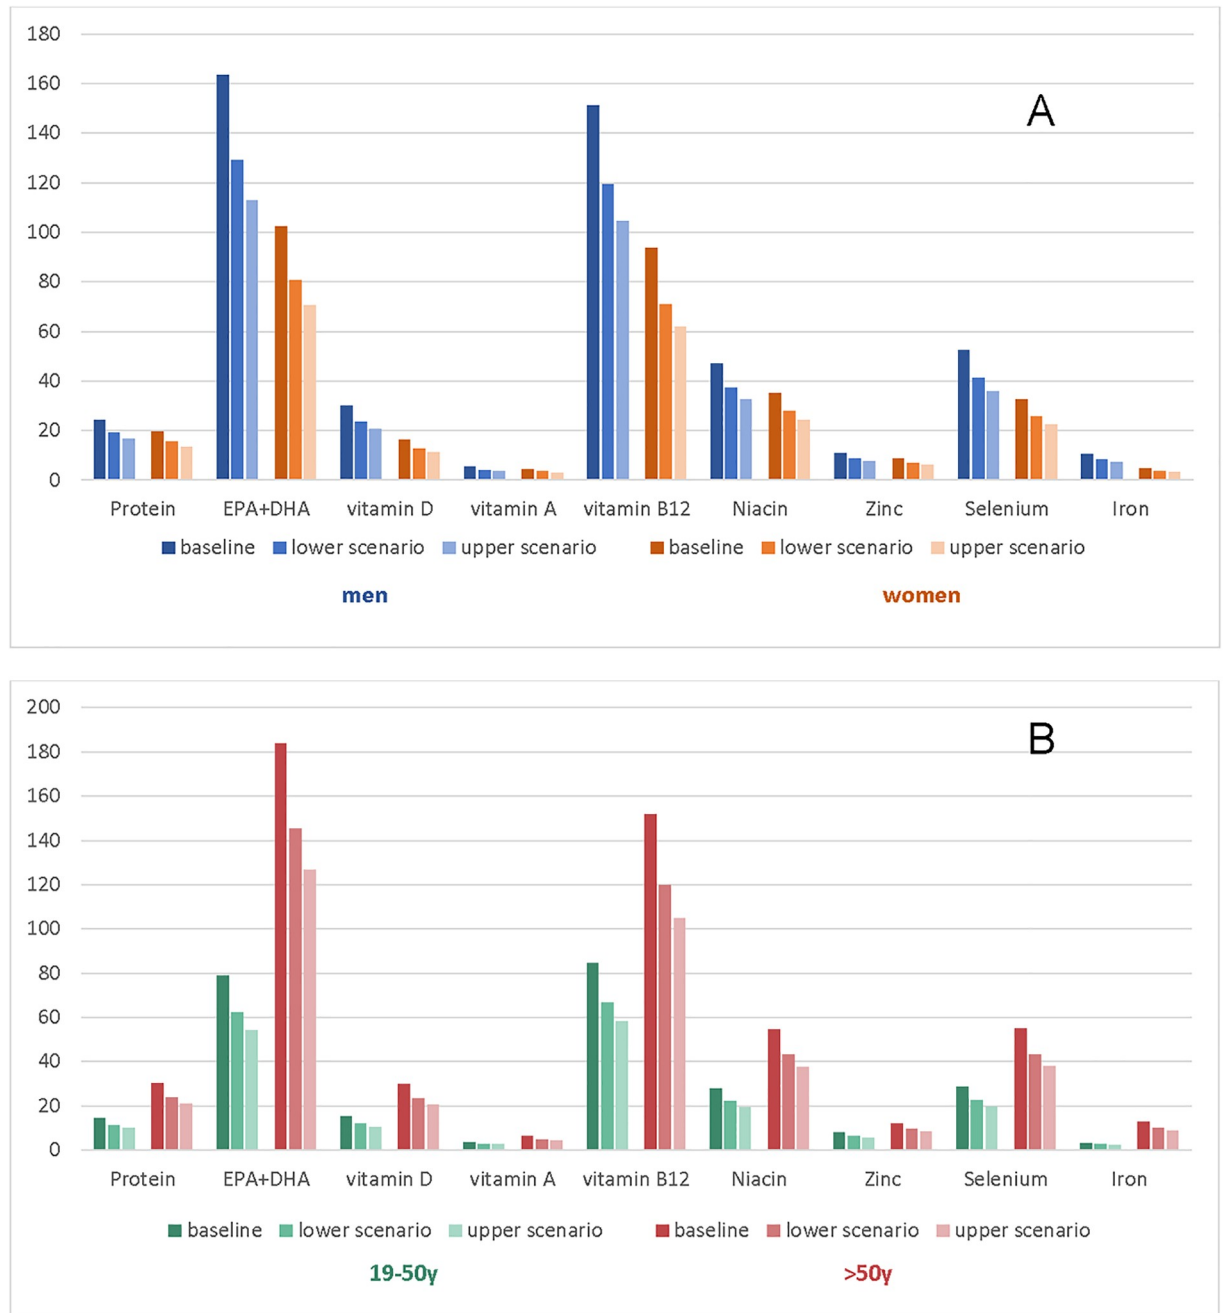 180
160
A
140
120
100
80
60
40
20
0
Protein EPA+DHA vitamin D vitamin A vitamin B12 Niacin Zinc Selenium Iron
baseline lower scenario upper scenario baseline lower scenario upper scenario
men women
200
B
180
160
140
120
100
80
60
40
20
0
Protein EPA+DHA vitamin D vitamin A vitamin B12 Niacin Zinc Selenium Iron
baseline lower scenario upper scenario baseline lower scenario upper scenario
19-50y >50y